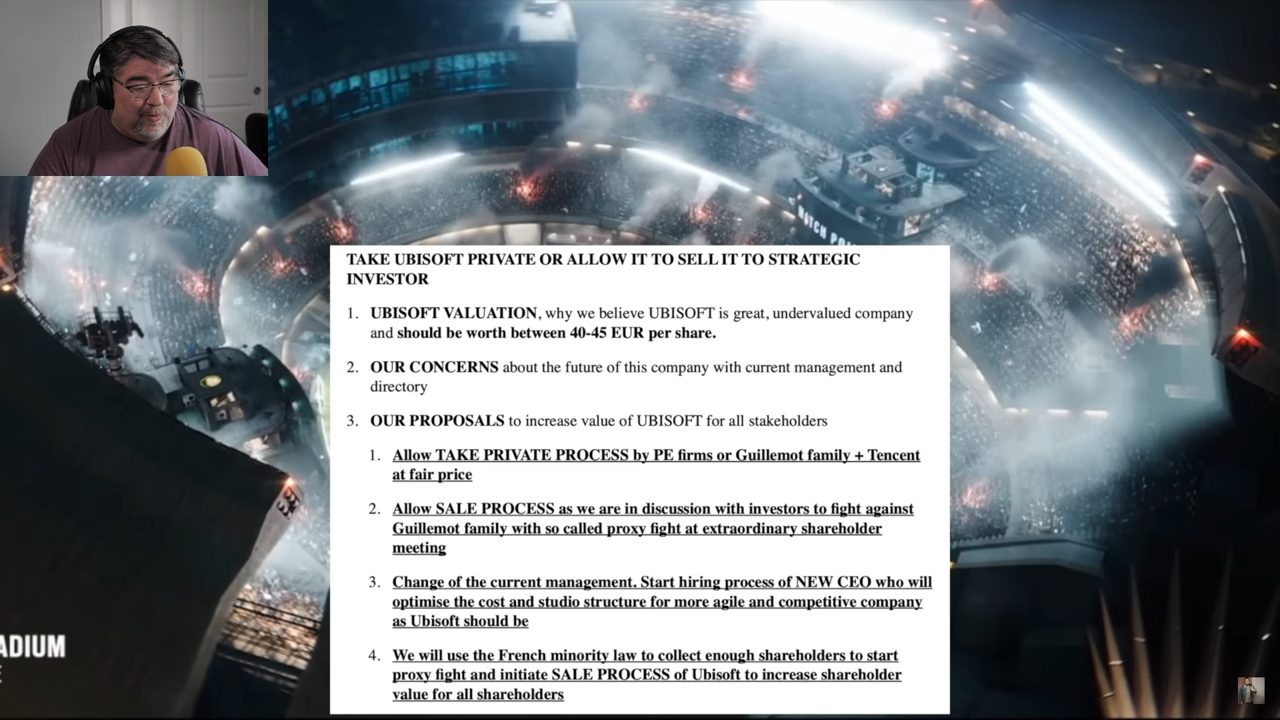 MATCH PO
TAKE UBISOFT PRIVATE OR ALLOW IT TO SELL IT TO STRATEGIC
INVESTOR
1. UBISOFT VALUATION, why we believe UBISOFT is great, undervalued company
and should be worth between 40-45 EUR per share.
2. OUR CONCERNS about the future of this company with current management and
directory
3. OUR PROPOSALS to increase value of UBISOFT for all stakeholders
1. Allow TAKE PRIVATE PROCESS by PE firms or Guillemot family + Tencent
at fair price
2. Allow SALE PROCESS as we are in discussion with investors to fight against
Guillemot family with so called proxy fight at extraordinary shareholder
meeting
3. Change of the current management. Start hiring process of NEW CEO who will
optimise the cost and studio structure for more agile and competitive company
as Ubisoft should be
4. We will use the French minority law to collect enough shareholders to start
proxy fight and initiate SALE PROCESS of Ubisoft to increase shareholder
value for all shareholders
ADIUM
E